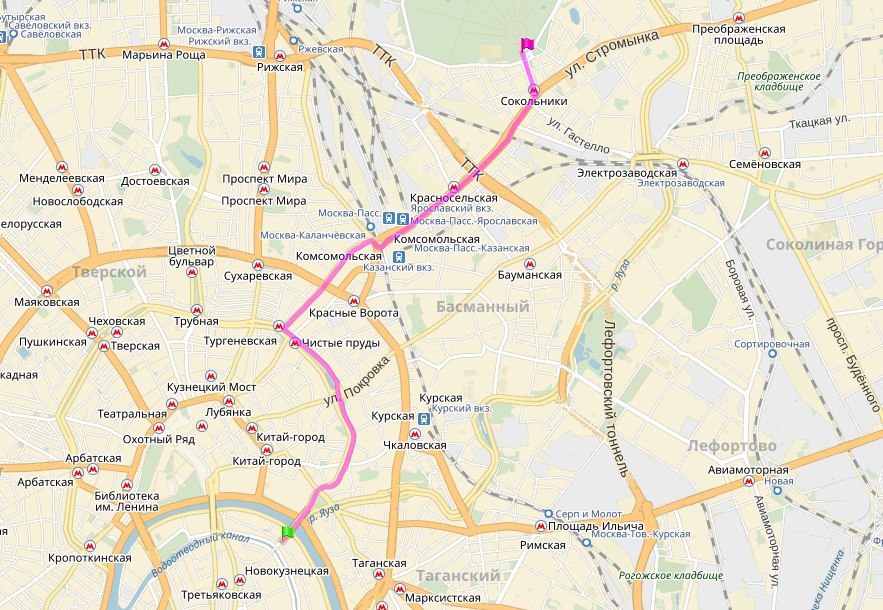 Бутырская
Савёловский вкз.
Савёловская
Москва-Рижская
Рижский вкз.
Ржевская
ТТК
Марьина Роща
Рижская
ТТК
ул. Стромынка
Преображенская
площадь
Преображенское
кладбище
Сокольники
ул. Гастелло
Ткацкая ул.
ТТК
Электрозаводская
Электрозаводская
Семёновская
Менделеевская
Новослободская
Достоевская
Проспект Мира
Проспект Мира
Красносельская
Ярославский вкз.
Москва-Пасс.
Москва-Пасс.-Ярославская
Москва-Каланчёвская
Комсомольская
Москва-Пасс.-Казанская
Комсомольская
Казанский вкз.
Белорусская
Цветной
бульвар
Тверской
Сухаревская
Бауманская
р. Яуза
Соколиная Гор
Боровая ул.
Маяковская
Красные Ворота
Басманный
Чеховская
Трубная
Пушкинская
Тверская
Тургеневская
Чистые пруды
Лефортовский тоннель
Сортировочная
просп. Будённого
кадная
Кузнецкий Мост
ул. Покровка
Театральная
Лубянка
Курская
Курский вкз.
Курская
Охотный Ряд
Китай-город
Чкаловская
Лефортово
Арбатская
Китай-город
Арбатская
Авиамоторная
Новая
Библиотека
им. Ленина
р. Яуза
Серп и Молот
Площадь Ильича
Москва-Тов.-Курская
Авиамоторная ул.
Водоотводный канал
Кропоткинская
Римская
Новокузнецкая
Таганская
Таганский
Рогожское кладбище
Третьяковская
Марксистская
Нищенка